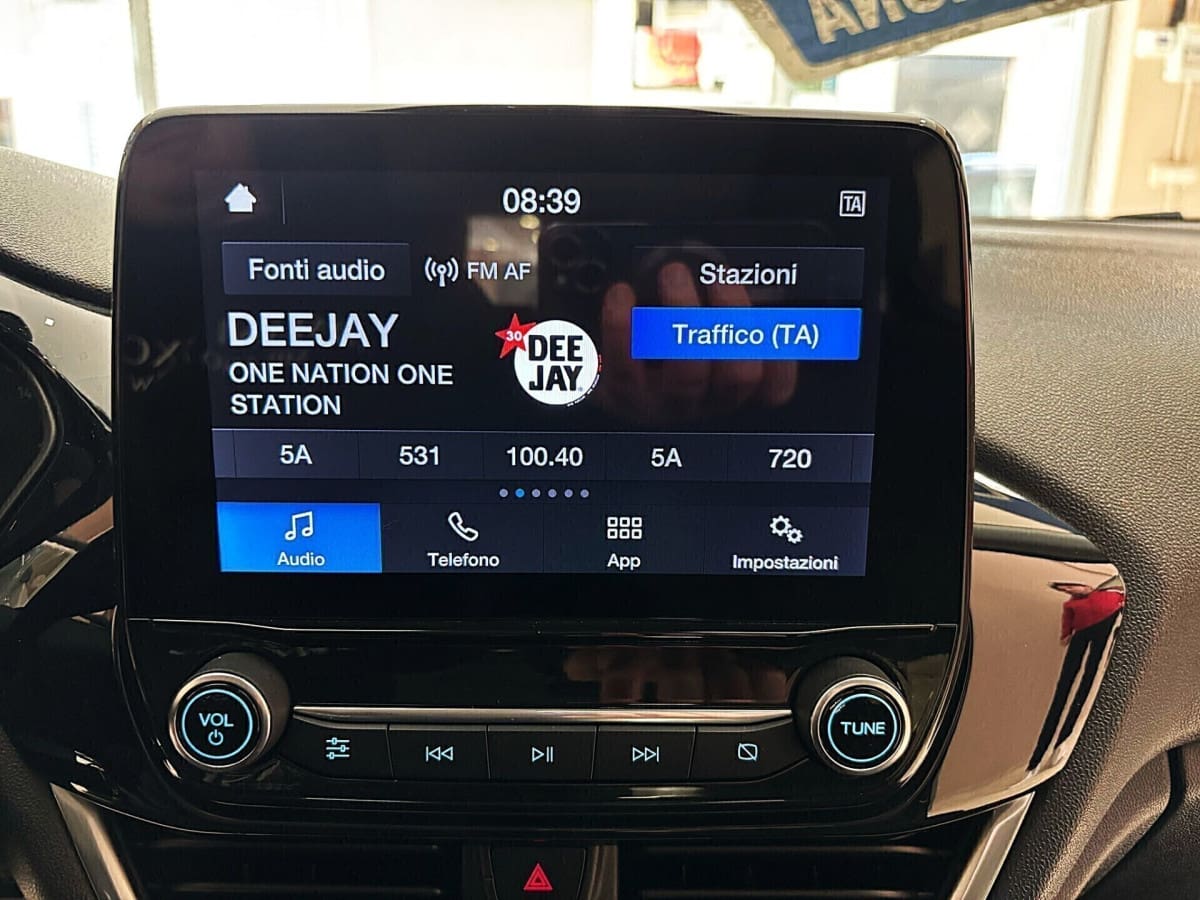 08:39
TA
Fonti audio
FM AF
Stazioni
DEEJAY
30
DEE
JAY
Traffico (TA)
ONE NATION ONE
STATION
5A 531 100.40 5A 720
Audio Telefono App Impostazioni
VOL
TUNE